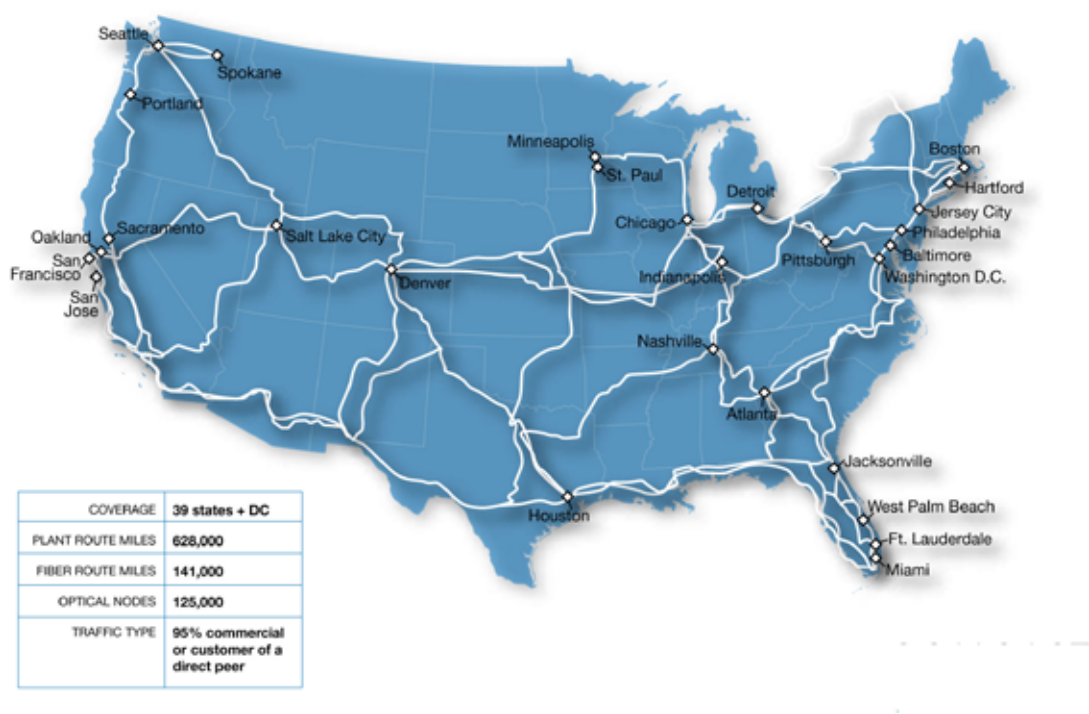 Seattle
Spokane
Portland
Minneapolis
St. Paul
Boston
Hartford
Detroit
Jersey City
Chicago
Philadelphia
Baltimore
Pittsburgh
Washington D.C.
Indianapolis
Oakland
Sacramento
San
Francisco
San
Jose
Salt Lake City
Denver
Nashville
Atlanta
Jacksonville
West Palm Beach
Houston
Ft. Lauderdale
Miami
COVERAGE 39 states + DC
PLANT ROUTE MILES 628,000
FIBER ROUTE MILES 141,000
OPTICAL NODES 125,000
TRAFFIC TYPE 95% commercial
or customer of a
direct peer